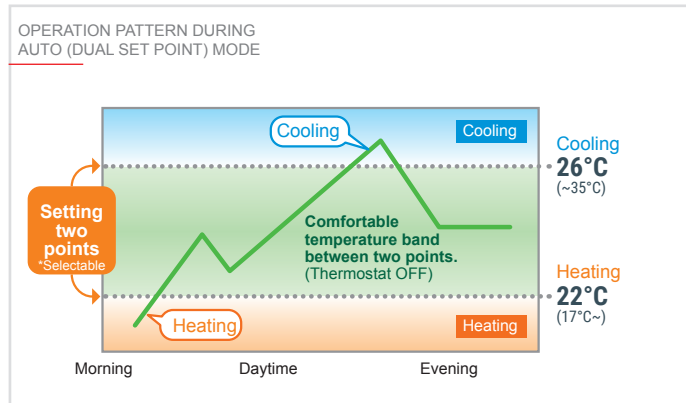 OPERATION PATTERN DURING
AUTO (DUAL SET POINT) MODE
Cooling
Cooling
Cooling
26°C
(~35°C)
Setting
two
points
*Selectable
Comfortable
temperature band
between two points.
(Thermostat OFF)
Heating
22°C
(17°C~)
Heating
Heating
Morning
Daytime
Evening